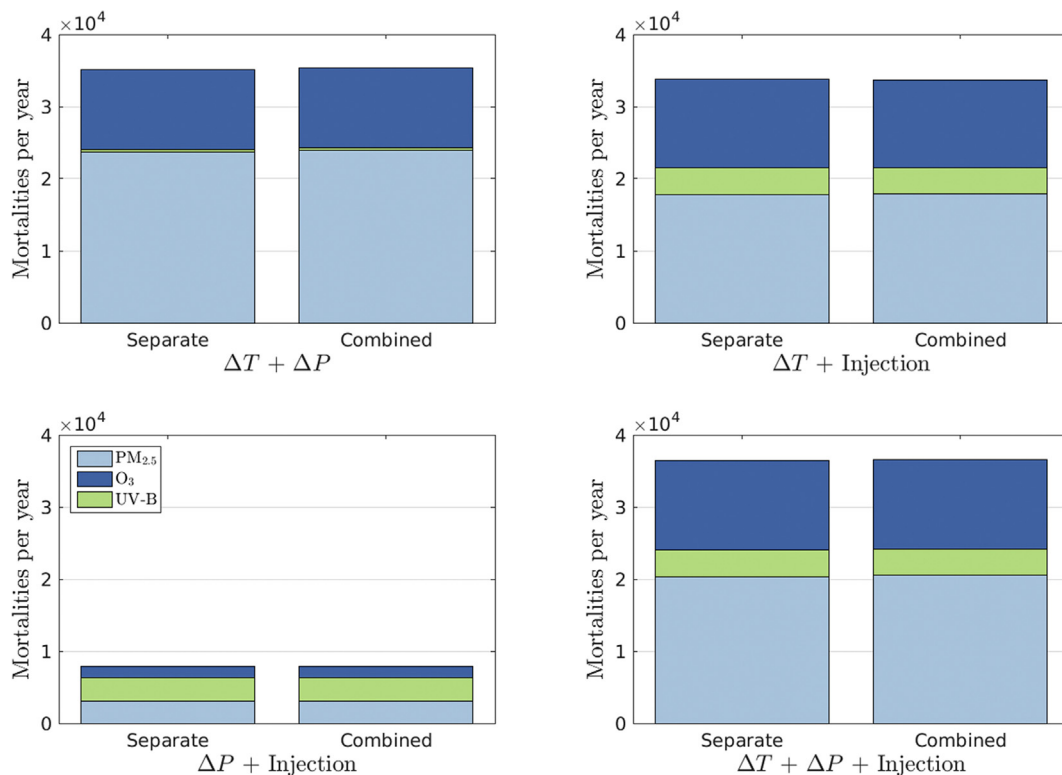 ×10⁴
4
3
2
1
0
Mortalities per year
Separate Combined
ΔT + ΔP
×10⁴
4
3
2
1
0
Mortalities per year
Separate Combined
ΔT + Injection
×10⁴
4
3
2
1
0
Mortalities per year
PM₂.₅
O₃
UV-B
Separate Combined
ΔP + Injection
×10⁴
4
3
2
1
0
Mortalities per year
Separate Combined
ΔT + ΔP + Injection